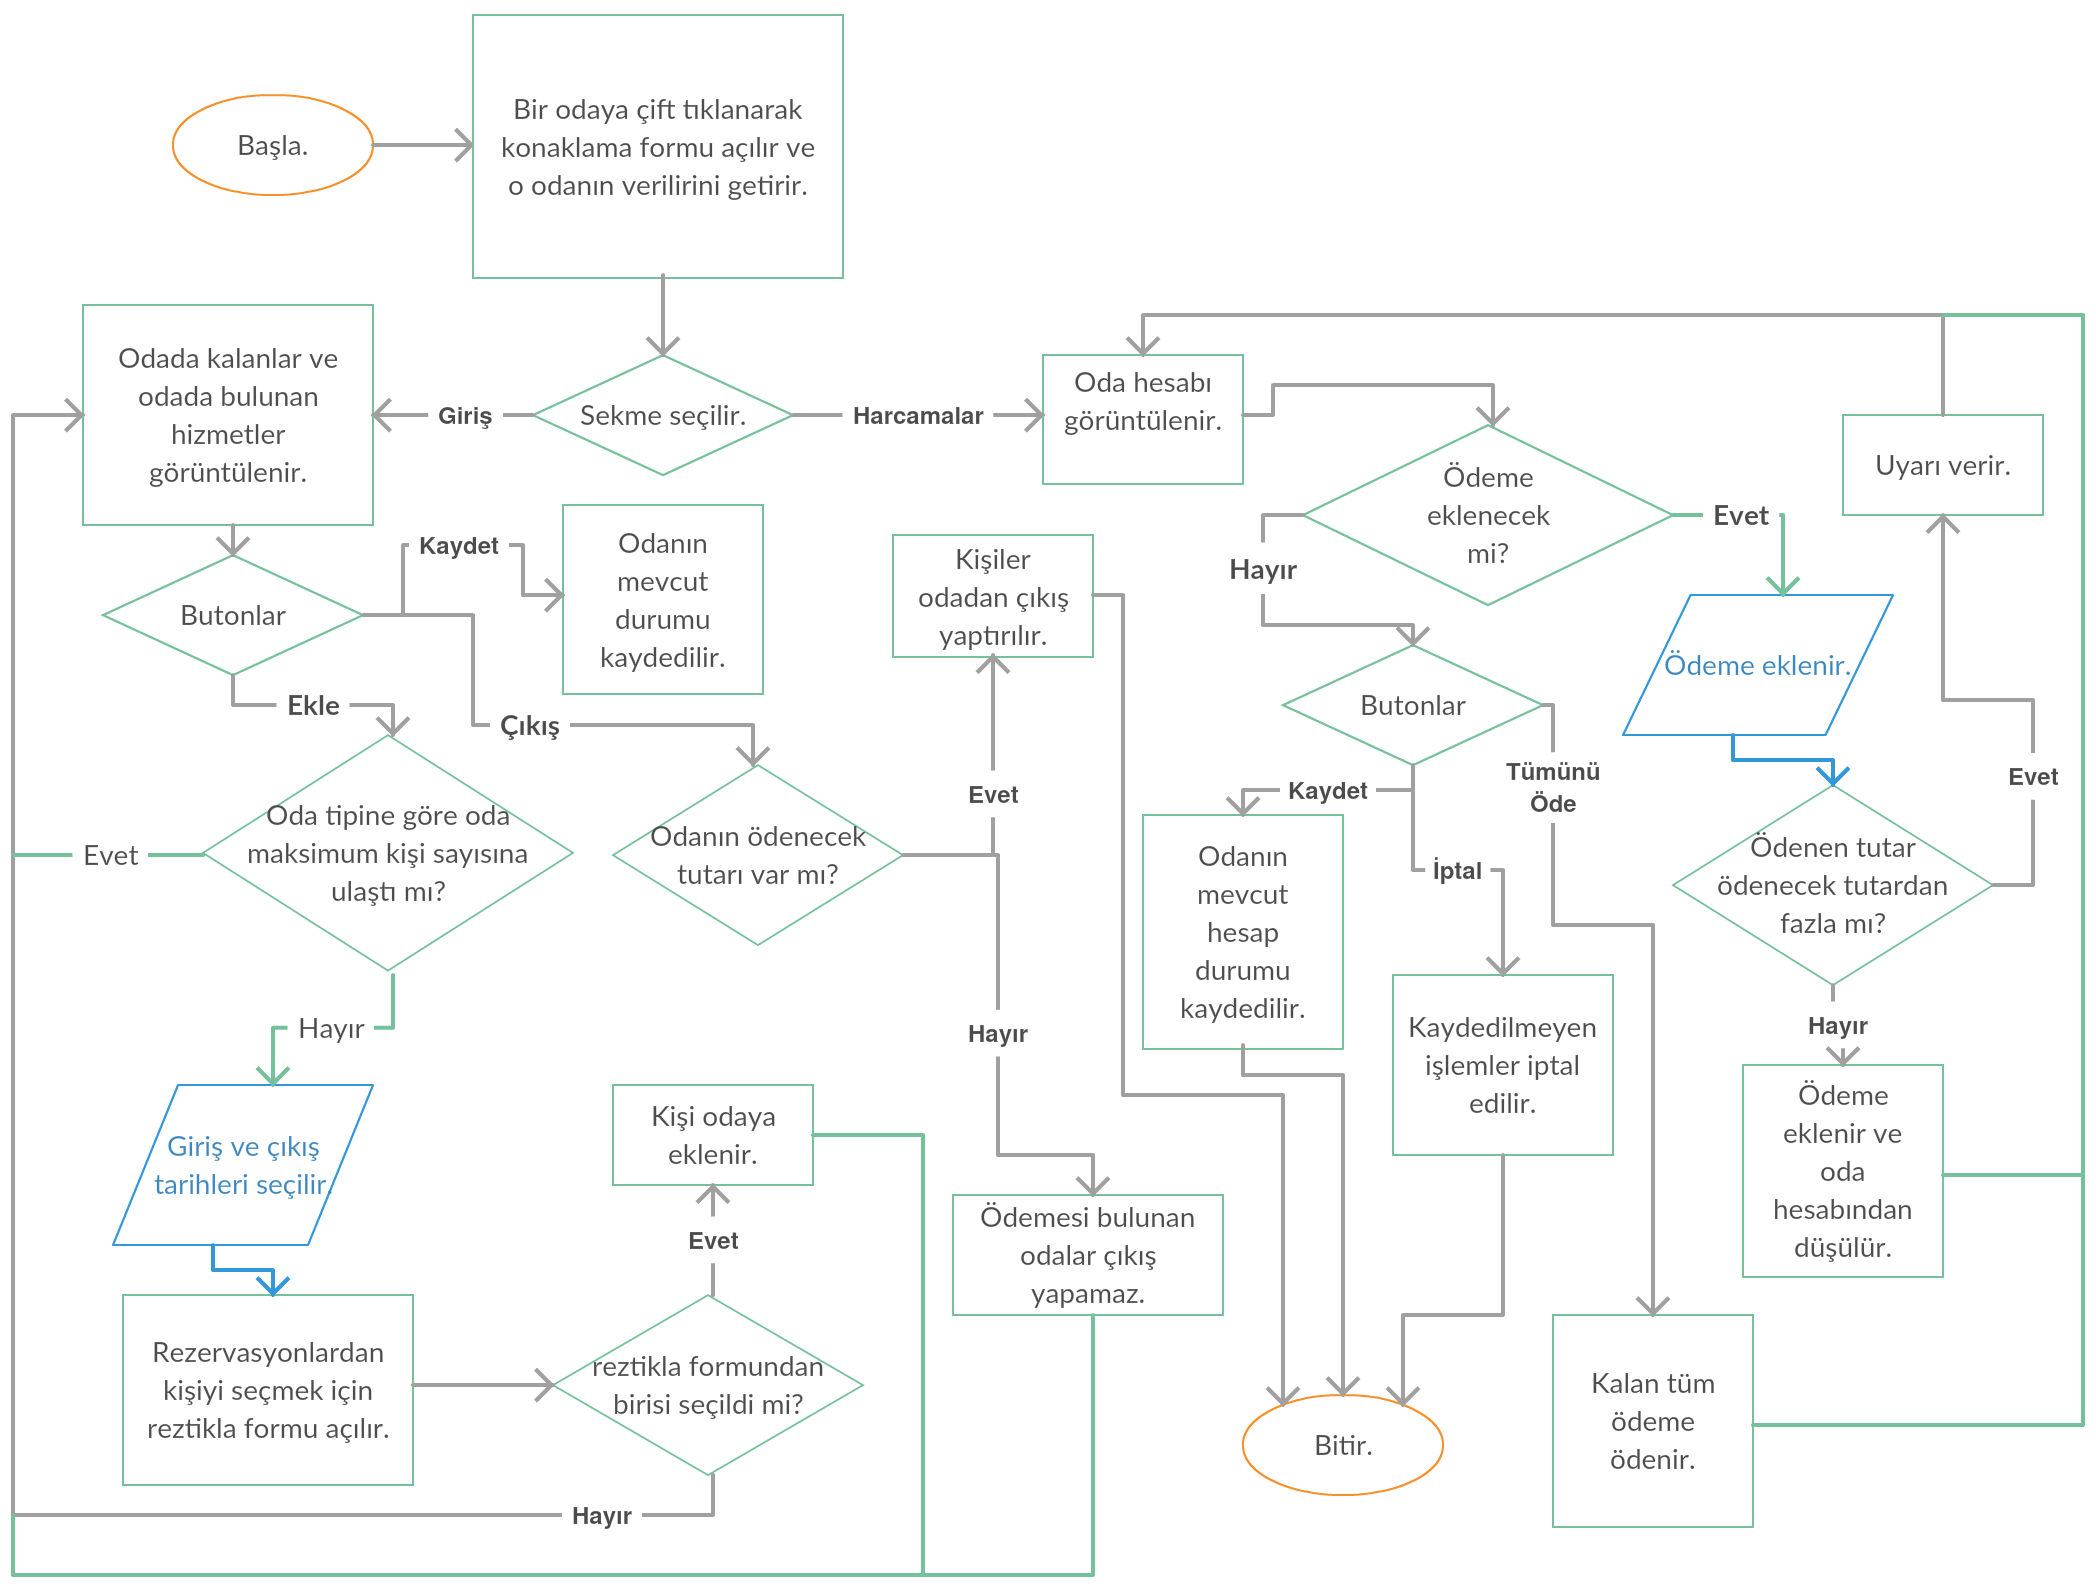 Başla.
Bir odaya çift tıklanarak
konaklama formu açılır ve
o odanın verilirini getirir.
Odada kalanlar ve
odada bulunan
hizmetler
görüntülenir.
Giriş
Sekme seçilir.
Harcamalar
Oda hesabı
görüntülenir.
Ödeme
eklenecek
mi?
Evet
Uyarı verir.
Hayır
Butonlar
Kaydet
Odanın
mevcut
durumu
kaydedilir.
Kişiler
odadan çıkış
yaptırılır.
Ekle
Çıkış
Butonlar
Ödeme eklenir.
Evet
Oda tipine göre oda
maksimum kişi sayısına
ulaştı mı?
Odanın ödenecek
tutarı var mı?
Evet
Kaydet
Tümünü
Öde
Evet
İptal
Odanın
mevcut
hesap
durumu
kaydedilir.
Ödenen tutar
ödenecek tutardan
fazla mı?
Hayır
Hayır
Kaydedilmeyen
işlemler iptal
edilir.
Hayır
Giriş ve çıkış
tarihleri seçilir.
Kişi odaya
eklenir.
Ödeme
eklenir ve
oda
hesabından
düşülür.
Evet
Ödemesi bulunan
odalar çıkış
yapamaz.
Rezervasyonlardan
kişiyi seçmek için
reztikla formu açılır.
reztikla formundan
birisi seçildi mi?
Bitir.
Kalan tüm
ödeme
ödenir.
Hayır